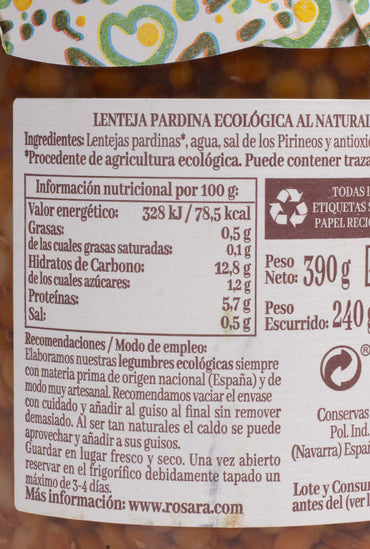 LENTEJA PARDINA ECOLÓGICA AL NATURAL
Ingredientes: Lentejas pardinas*, agua, sal de los Pirineos y
*Procedente de agricultura ecológica. Puede contener
Información nutricional por 100 g:
Valor energético: 328 kJ / 78,5 kcal
Grasas: 0,5 g
de las cuales grasas saturadas: 0,1 g
Hidratos de Carbono: 12,8 g
de los cuales azúcares: 1,2 g
Proteínas: 5,7 g
Sal: 0,5 g
TODAS
ETIQUETAS
PAPEL
Peso
Neto: 390 g
Peso
Escurrido: 240 g
Recomendaciones / Modo de empleo:
Elaboramos nuestras legumbres ecológicas siempre
con materia prima de origen nacional (España) y de
modo muy artesanal. Recomendamos vaciar el envase
con cuidado y añadir al guiso al final sin remover
demasiado. Al ser tan naturales el caldo se puede
aprovechar y añadir a sus guisos.
Guardar en lugar fresco y seco. Una vez abierto
reservar en el frigorífico debidamente tapado un
máximo de 3-4 días.
Más información: www.rosara.com
®
Conservas
Pol. Ind.
(Navarra)
Lote y
antes del (ver